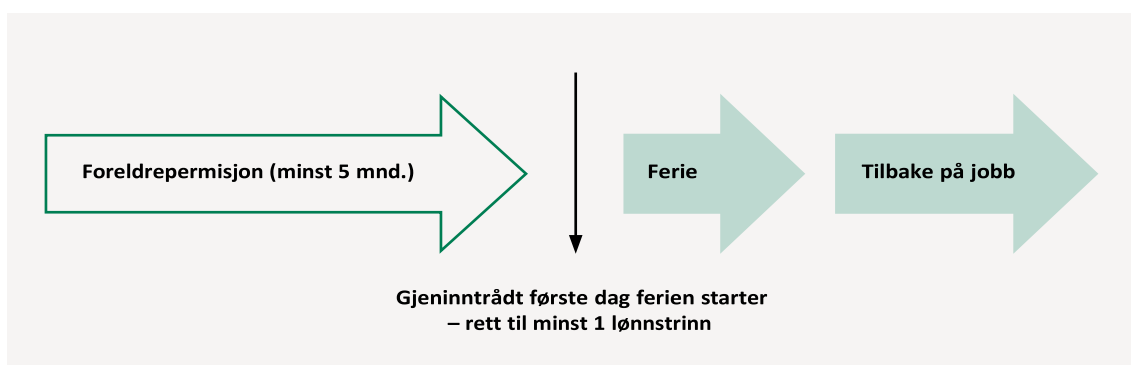 Foreldrepermisjon (minst 5 mnd.)
Ferie
Tilbake på jobb
Gjeninntrådt første dag ferien starter
– rett til minst 1 lønnstrinn